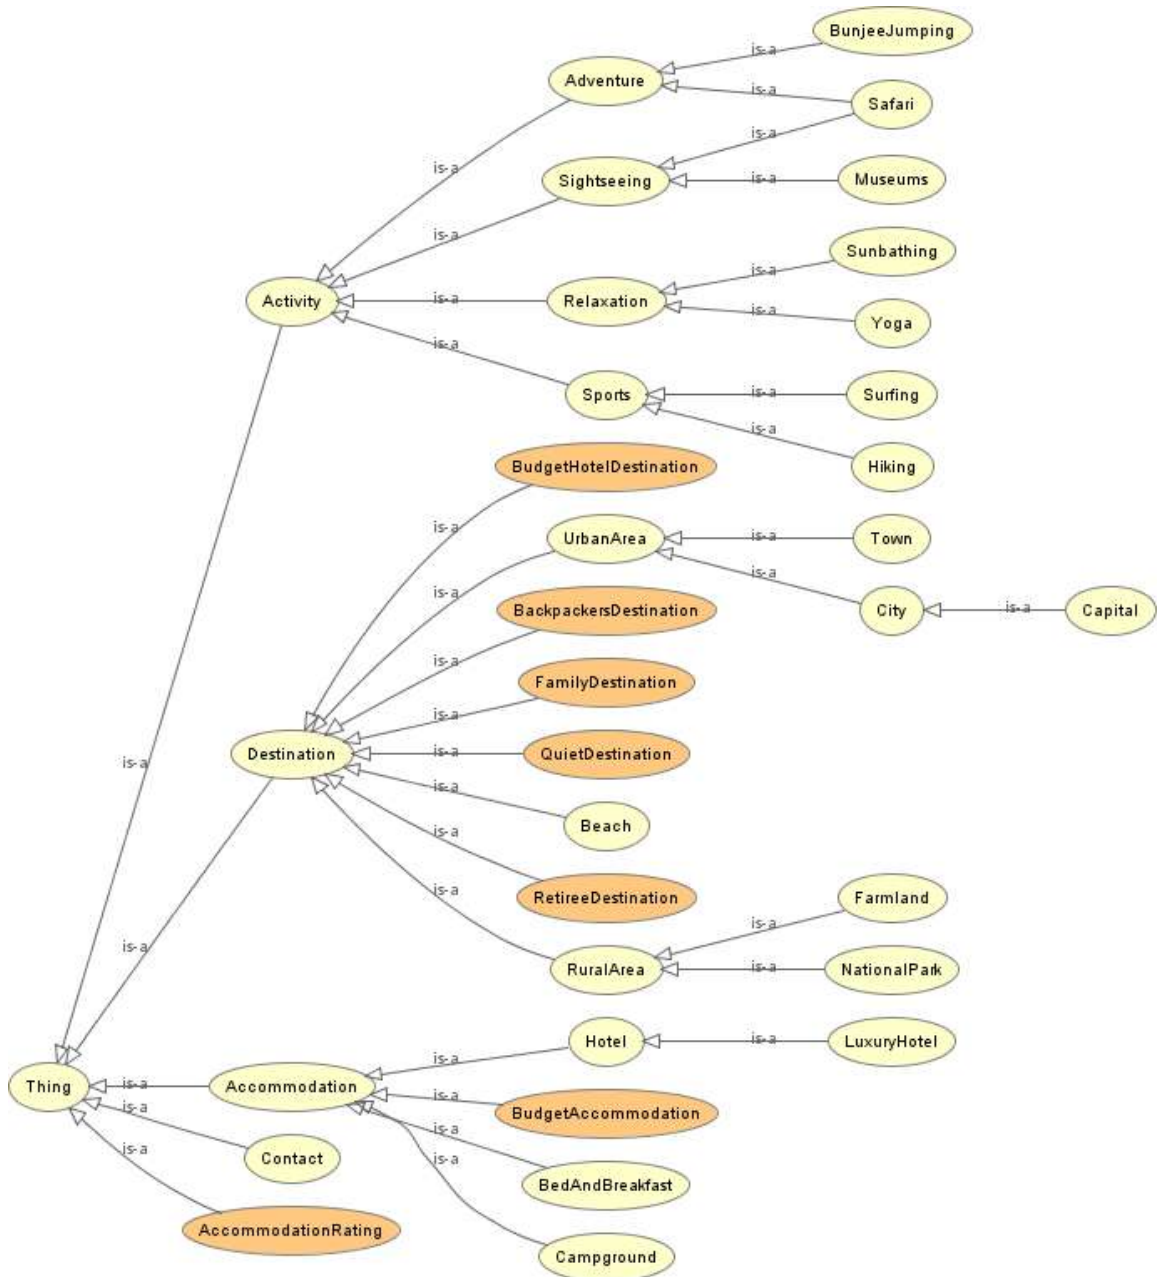 BunjeeJumping
is-a
Adventure
is-a
Safari
is-a
is-a
Sightseeing
is-a
Museums
is-a
Sunbathing
is-a
Activity
is-a
Relaxation
is-a
Yoga
is-a
Sports
is-a
Surfing
is-a
Hiking
BudgetHotelDestination
is-a
UrbanArea
is-a
Town
is-a
is-a
BackpackersDestination
City
is-a
Capital
is-a
FamilyDestination
is-a
Destination
is-a
QuietDestination
is-a
is-a
Beach
is-a
is-a
RetireeDestination
Farmland
is-a
is-a
is-a
RuralArea
is-a
NationalPark
Hotel
is-a
LuxuryHotel
is-a
Thing
is-a
Accommodation
is-a
BudgetAccommodation
is-a
is-a
is-a
Contact
is-a
is-a
BedAndBreakfast
AccommodationRating
Campground